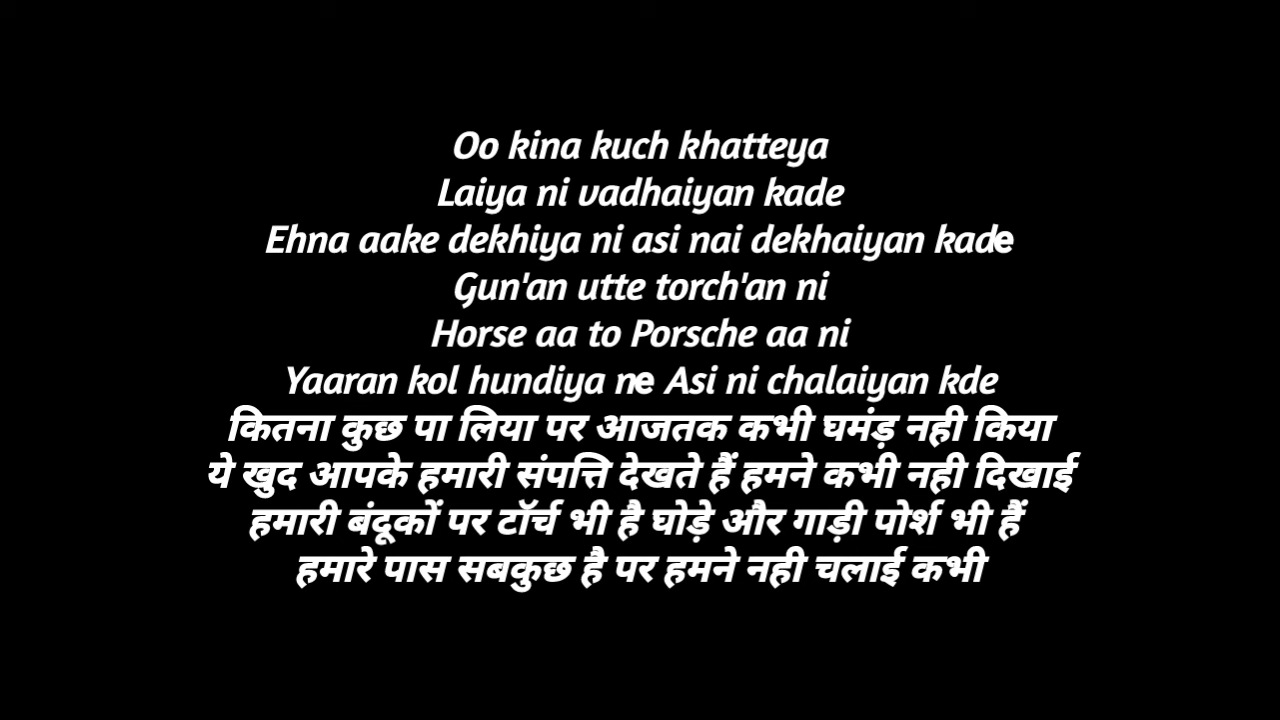 Oo kina kuch khatteya
Laiya ni vadhaiyan kade
Ehna aake dekhiya ni asi nai dekhaiyan kade
Gun'an utte torch'an ni
Horse aa to Porsche aa ni
Yaaran kol hundiya ne Asi ni chalaiyan kde
कितना कुछ पा लिया पर आजतक कभी घमंड़ नही किया
ये खुद आपके हमारी संपत्ति देखते हैं हमने कभी नही दिखाई
हमारी बंदूकों पर टॉर्च भी है घोड़े और गाड़ी पोर्श भी हैं
हमारे पास सबकुछ है पर हमने नही चलाई कभी